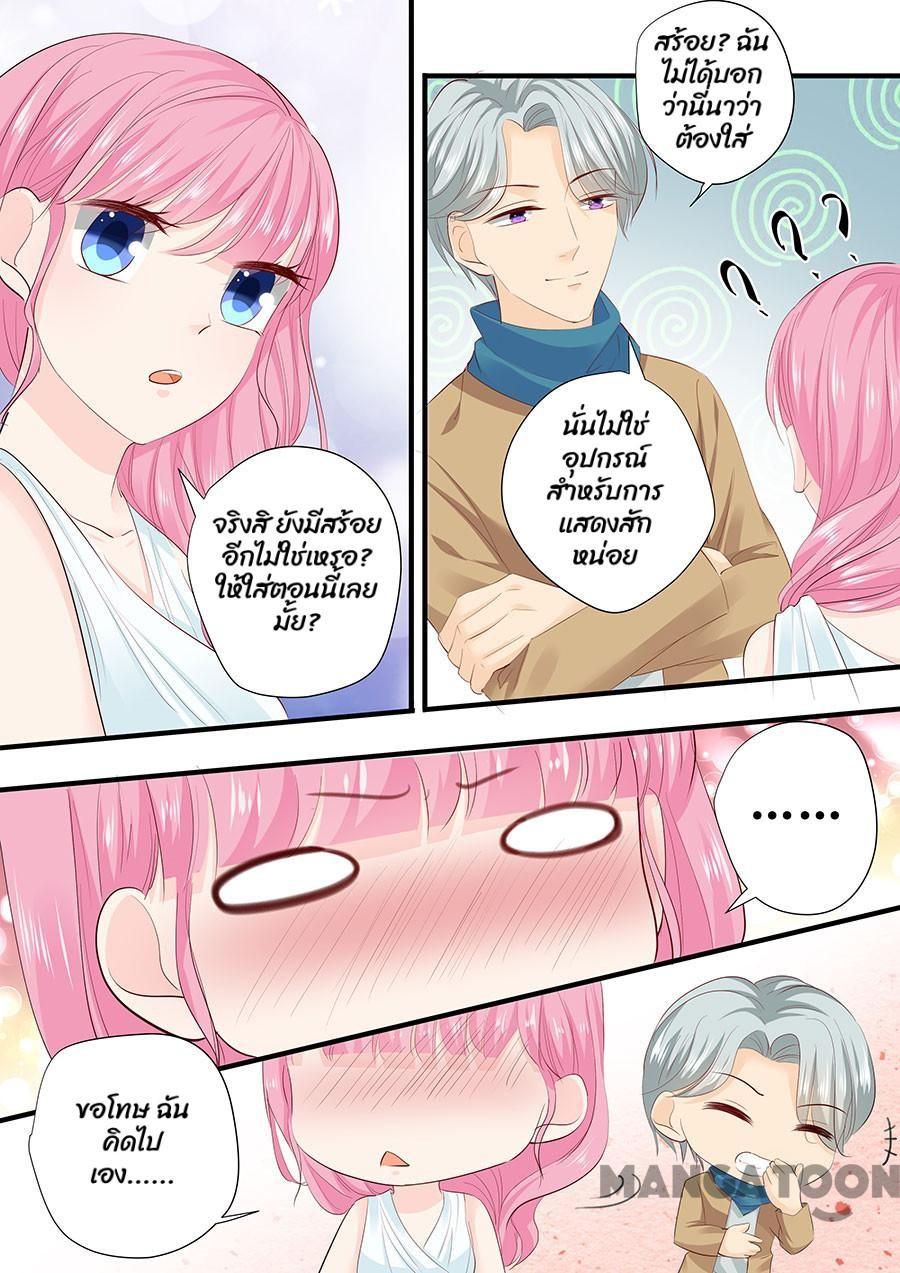 จริงสิ ยังมีสร้อย
อีกไม่ใช่เหรอ?
ให้ใส่ตอนนี้เลย
มั้ย?
สร้อย? ฉัน
ไม่ได้บอก
ว่านี่นาว่า
ต้องใส่
? ? ?
นั่นไม่ใช่
อุปกรณ์
สำหรับการ
แสดงสัก
หน่อย
......
ขอโทษ ฉัน
คิดไป
เอง......
MANGATOON